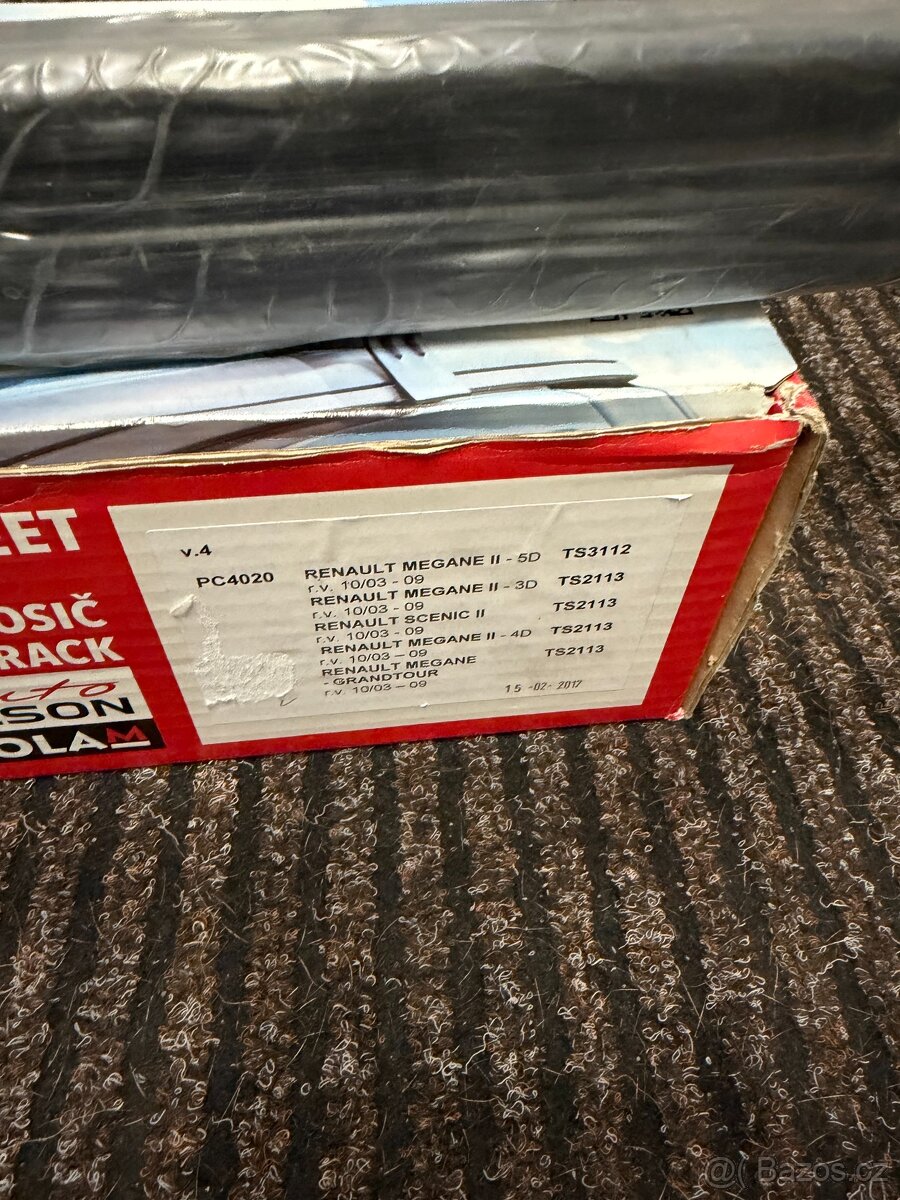 EET
OSIČ
RACK
SON
OLAM
v.4
PC4020 RENAULT MEGANE II - 5D TS3112
r.v. 10/03 - 09
RENAULT MEGANE II - 3D TS2113
r.v. 10/03 - 09
RENAULT SCENIC II TS2113
r.v. 10/03 - 09
RENAULT MEGANE II - 4D TS2113
r.v. 10/03 - 09
RENAULT MEGANE TS2113
- GRANDTOUR
r.v. 10/03 - 09
15 -02- 2017
@( Bazos.cz